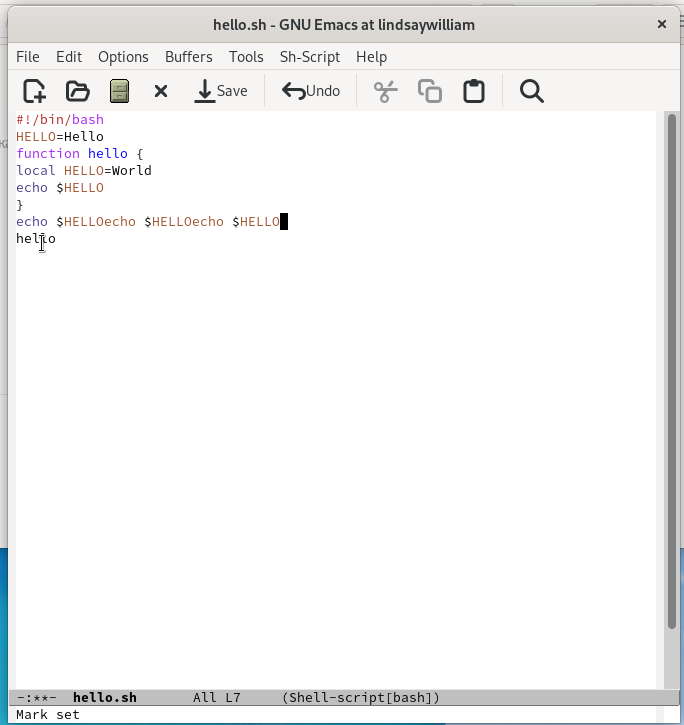 hello.sh - GNU Emacs at lindsaywilliam
File Edit Options Buffers Tools Sh-Script Help
Save Undo
#!/bin/bash
HELLO=Hello
function hello {
local HELLO=World
echo $HELLO
}
echo $HELLOecho $HELLOecho $HELLO
hello
-:**- hello.sh All L7 (Shell-script[bash])
Mark set